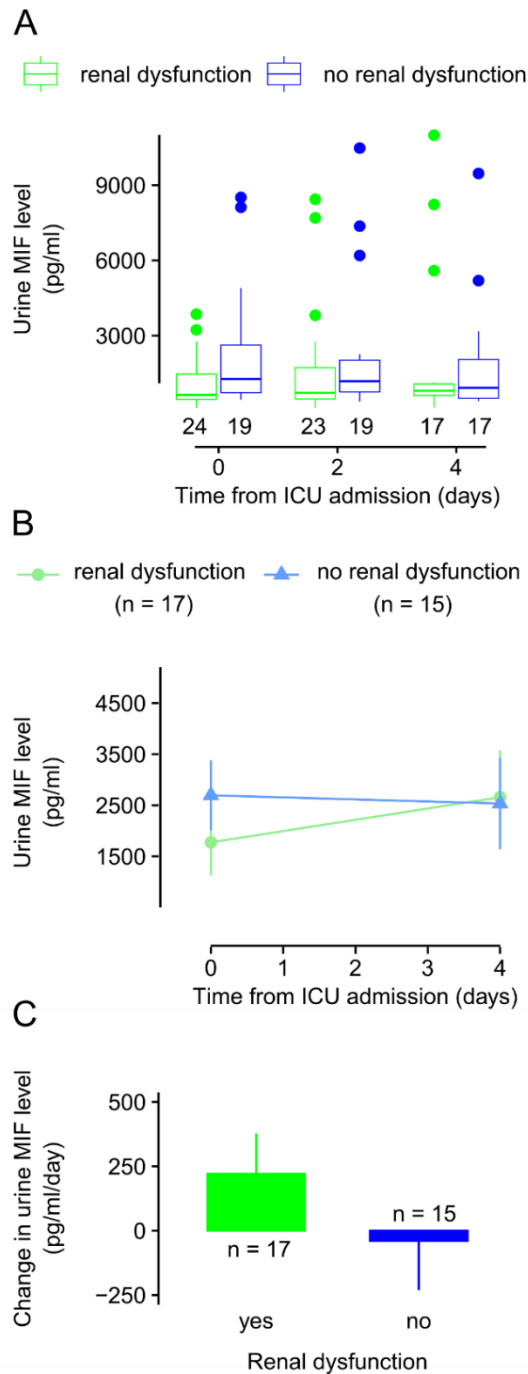 A
renal dysfunction no renal dysfunction
Urine MIF level
(pg/ml)
9000
6000
3000
24 19 23 19 17 17
0 2 4
Time from ICU admission (days)
B
renal dysfunction no renal dysfunction
(n = 17) (n = 15)
Urine MIF level
(pg/ml)
4500
3500
2500
1500
0 1 2 3 4
Time from ICU admission (days)
C
Change in urine MIF level
(pg/ml/day)
500
250
0
−250
n = 17
n = 15
yes no
Renal dysfunction